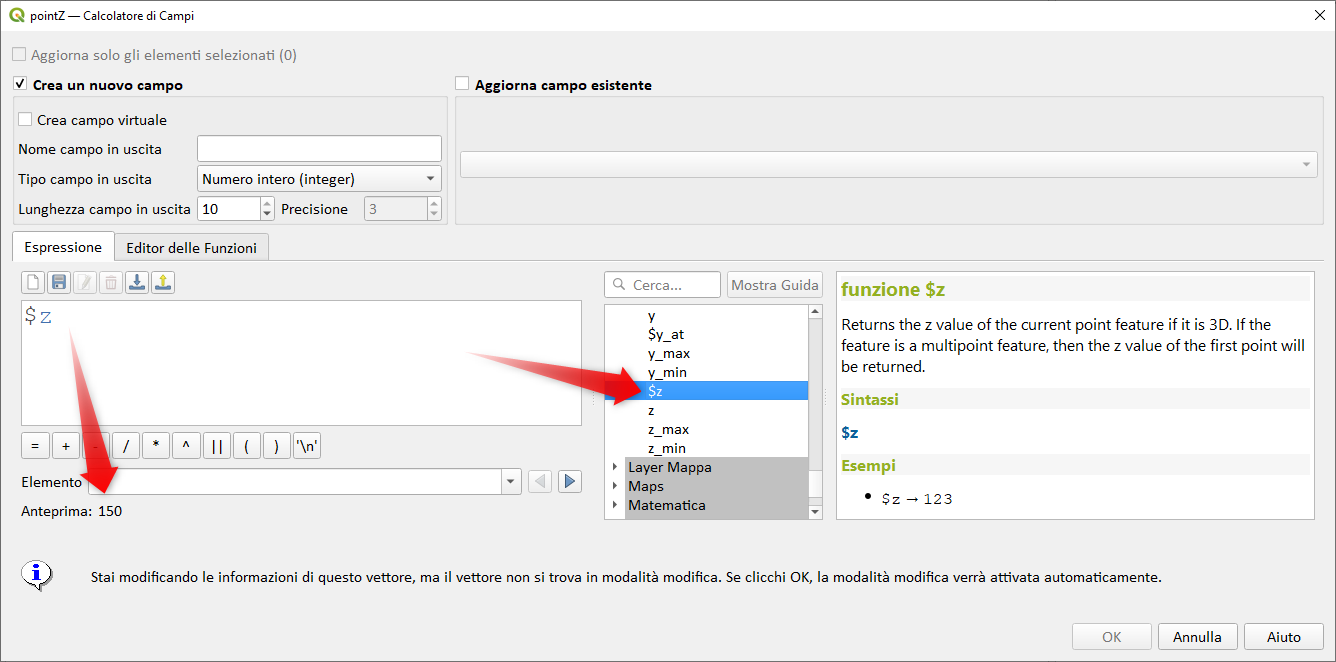 pointZ — Calcolatore di Campi
Aggiorna solo gli elementi selezionati (0)
Crea un nuovo campo
Aggiorna campo esistente
Crea campo virtuale
Nome campo in uscita
Tipo campo in uscita
Numero intero (integer)
Lunghezza campo in uscita
10
Precisione
3
Espressione
Editor delle Funzioni
$z
= + - / * ^ || ( ) '\n'
Elemento
Anteprima: 150
Cerca...
Mostra Guida
y
$y_at
y_max
y_min
$z
z
z_max
z_min
Layer Mappa
Maps
Matematica
funzione $z
Returns the z value of the current point feature if it is 3D. If the
feature is a multipoint feature, then the z value of the first point will
be returned.
Sintassi
$z
Esempi
• $z → 123
Stai modificando le informazioni di questo vettore, ma il vettore non si trova in modalità modifica. Se clicchi OK, la modalità modifica verrà attivata automaticamente.
OK
Annulla
Aiuto